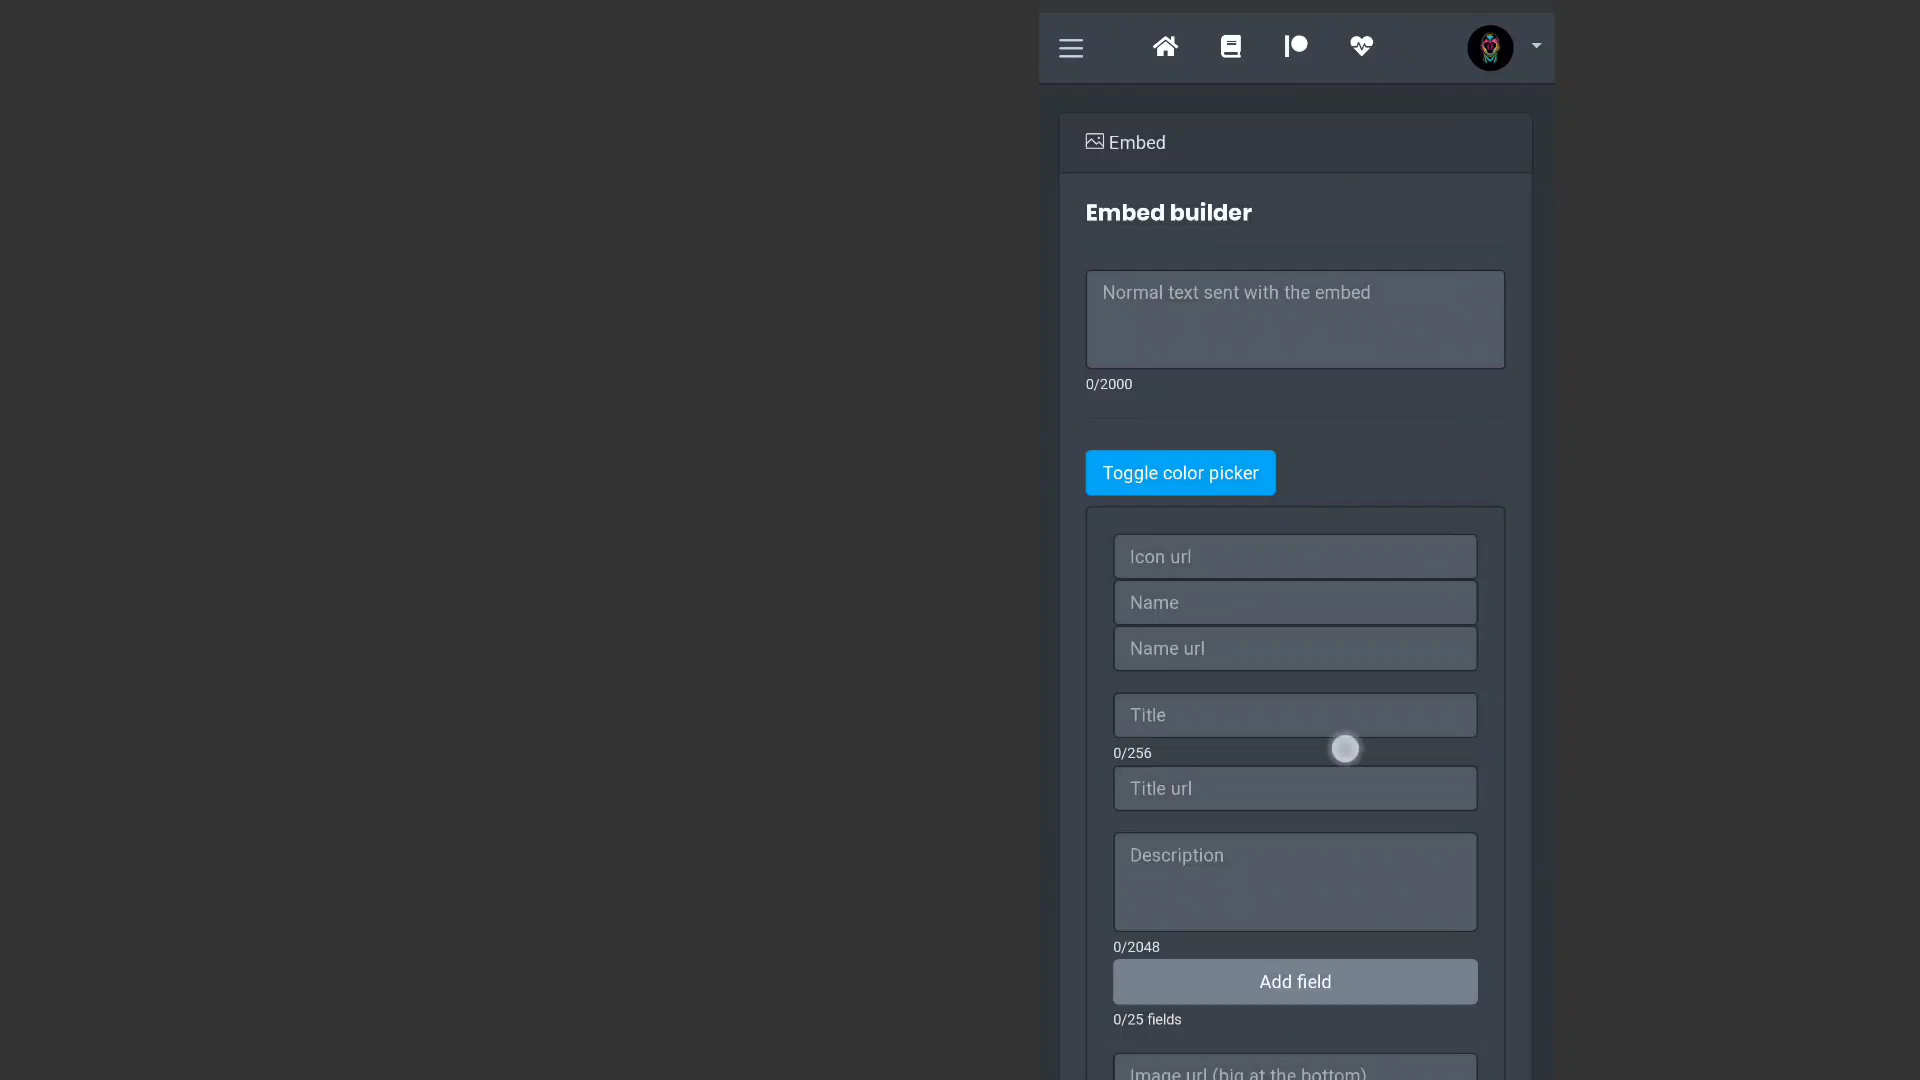 Embed
Embed builder
Normal text sent with the embed
0/2000
Toggle color picker
Icon url
Name
Name url
Title
0/256
Title url
Description
0/2048
Add field
0/25 fields
Image url (big at the bottom)